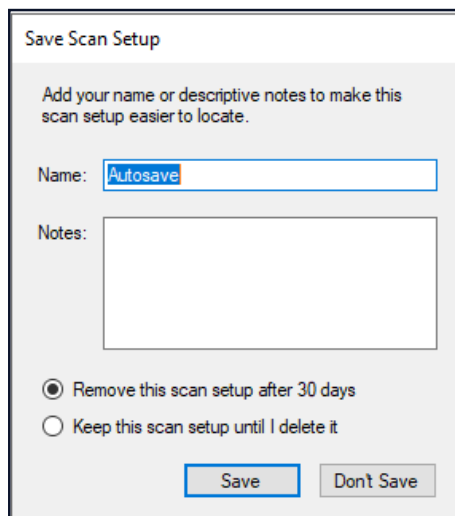 Save Scan Setup
Add your name or descriptive notes to make this
scan setup easier to locate.
Name: Autosave
Notes:
Remove this scan setup after 30 days
Keep this scan setup until I delete it
Save Don't Save